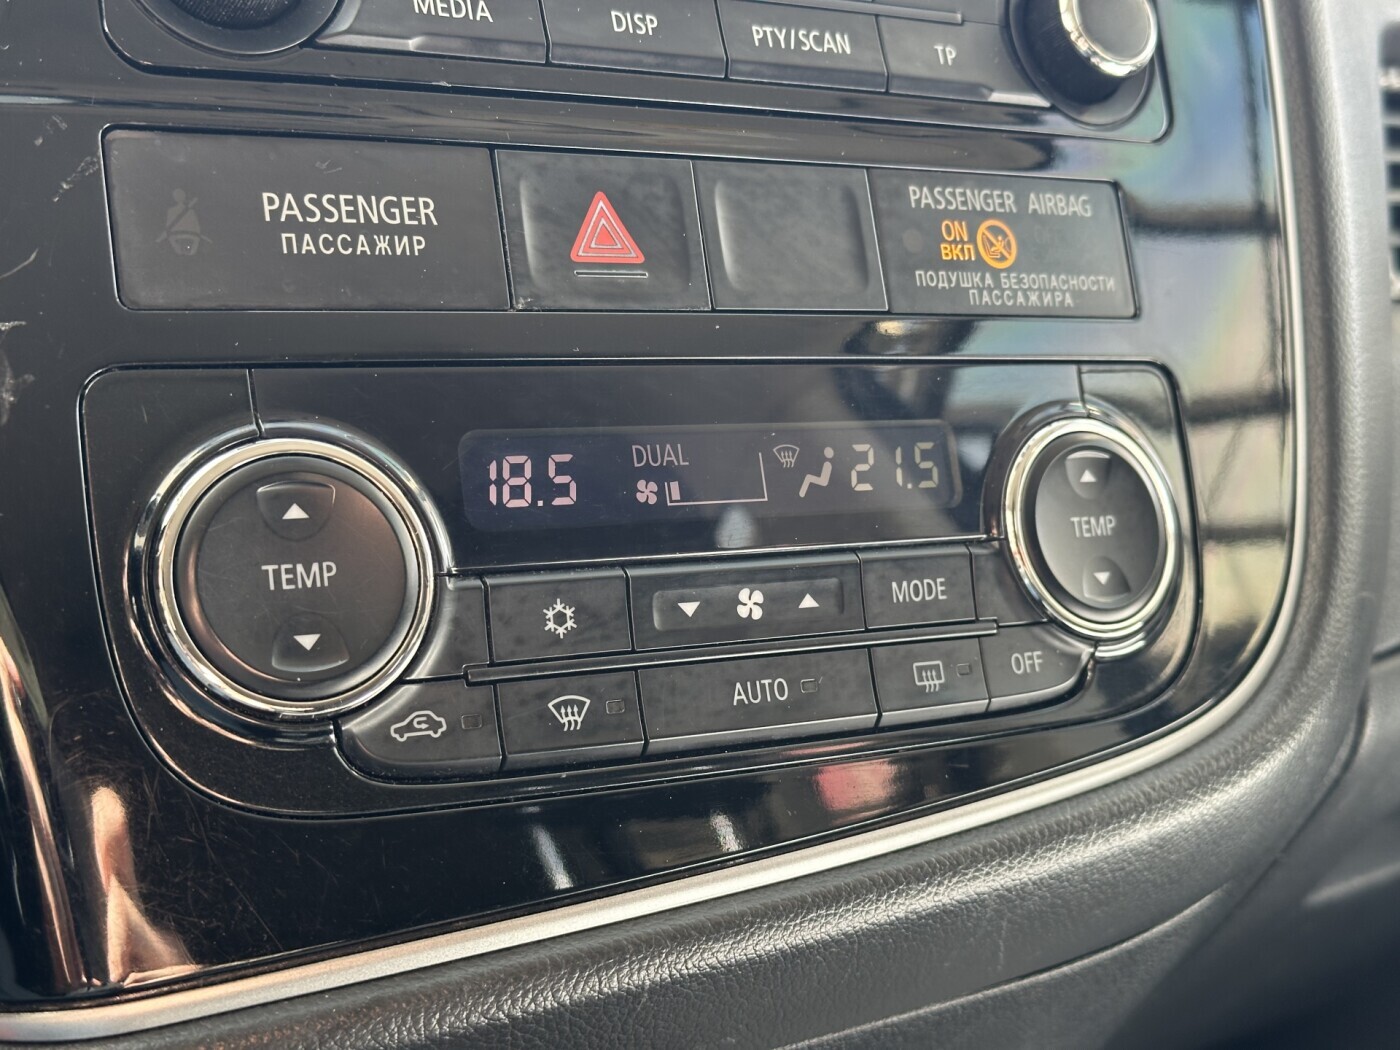 MEDIA
DISP
PTY/SCAN
TP
PASSENGER
ПАССАЖИР
PASSENGER AIRBAG
ON
ВКЛ
ПОДУШКА БЕЗОПАСНОСТИ
ПАССАЖИРА
18.5
DUAL
21.5
TEMP
TEMP
MODE
AUTO
OFF